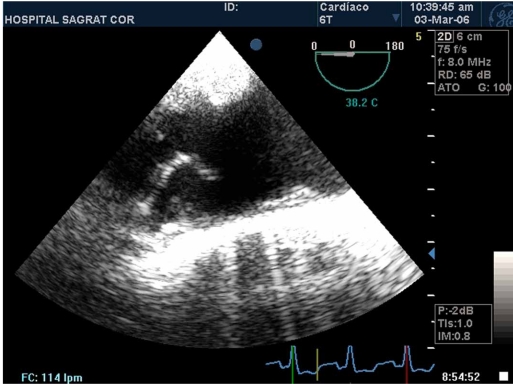 ID:
Cardíaco
10:39:45 am
HOSPITAL SAGRAT COR
6T
03-Mar-06
5
2D 6 cm
75 f/s
f: 8.0 MHz
RD: 65 dB
ATO G: 100
0 0 180
38.2 C
P:-2dB
TIs:1.0
IM:0.8
FC: 114 lpm
8:54:52